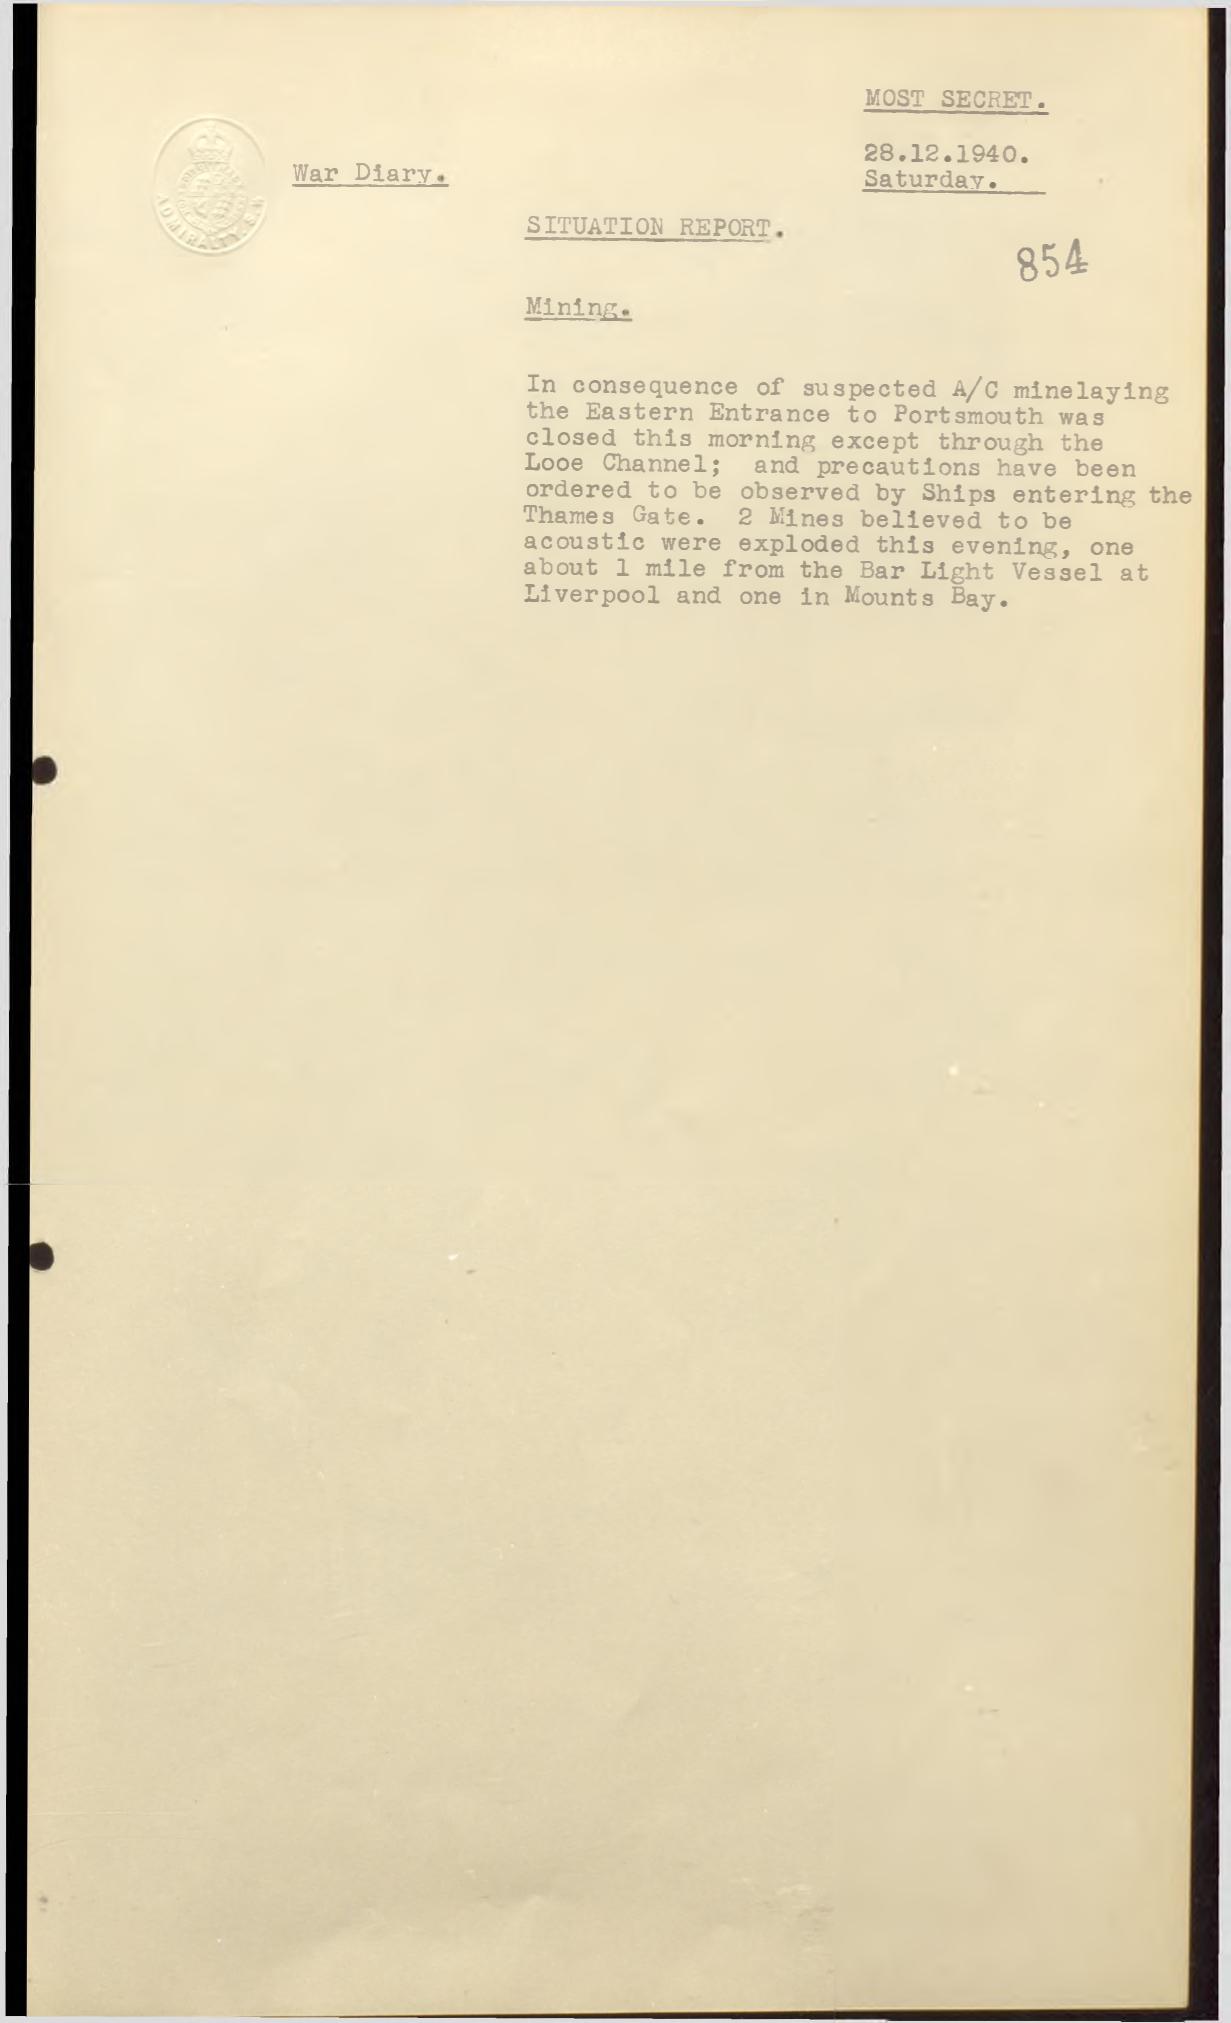 MOST SECRET.
28.12.1940.
War Diary.
Saturday.
SITUATION REPORT.
854
Mining.
In consequence of suspected A/C minelaying
the Eastern Entrance to Portsmouth was
closed this morning except through the
Looe Channel; and precautions have been
ordered to be observed by Ships entering the
Thames Gate. 2 Mines believed to be
acoustic were exploded this evening, one
about 1 mile from the Bar Light Vessel at
Liverpool and one in Mounts Bay.
ADMIRALTY. S.W.